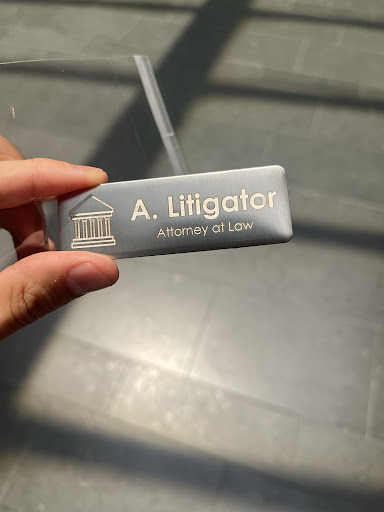 A. Litigator
Attorney at Law